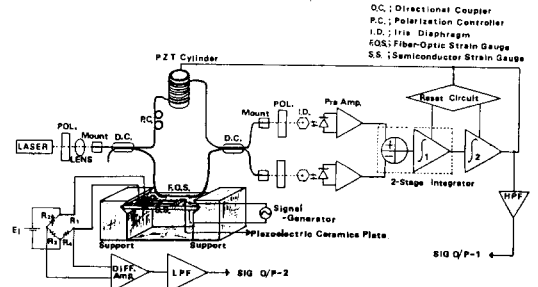 D.C.; Directional Coupler
P.C.; Polarization Controller
I.D.; Iris Diaphragm
F.O.S.; Fiber-Optic Strain Gauge
S.S.; Semiconductor Strain Gauge
PZT Cylinder
Reset Circuit
P.C.
Mount POL. I.D. Pre Amp.
POL. Mount D.C. D.C.
LASER
LENS
∫1 ∫2
2-Stage Integrator
F.O.S.
HPF
S.S.
Signal -Generator
R2 R1
Ei
R3 R4
Piezoelectric Ceramics Plate
Support Support
SIG O/P-1
Diff. Amp. LPF SIG O/P-2